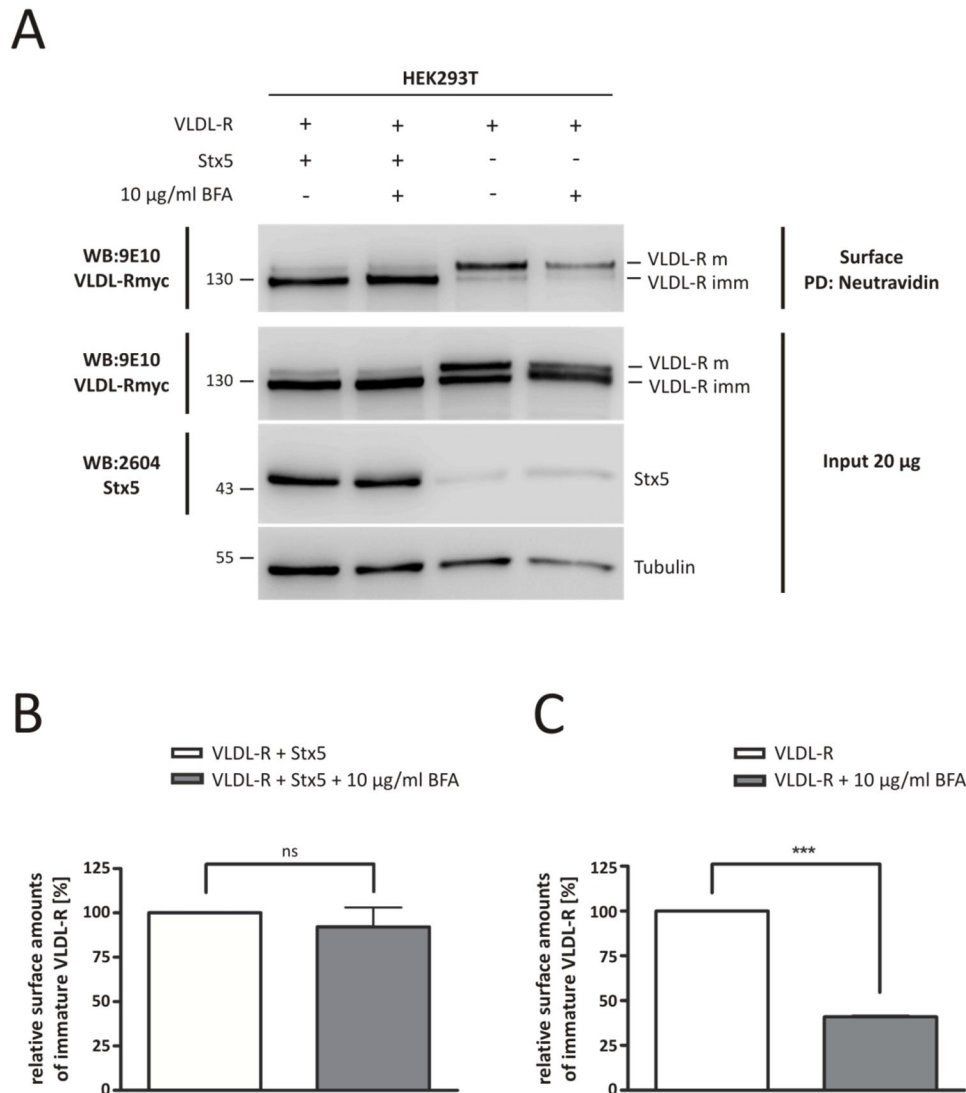 A
HEK293T
VLDL-R + + + +
Stx5 + + - -
10 µg/ml BFA - + - +
WB:9E10
VLDL-Rmyc
130
VLDL-R m
VLDL-R imm
Surface
PD: Neutravidin
WB:9E10
VLDL-Rmyc
130
VLDL-R m
VLDL-R imm
WB:2604
Stx5
43
Stx5
Input 20 µg
55
Tubulin
B
VLDL-R + Stx5
VLDL-R + Stx5 + 10 µg/ml BFA
relative surface amounts
of immature VLDL-R [%]
125
100
75
50
25
0
ns
C
VLDL-R
VLDL-R + 10 µg/ml BFA
relative surface amounts
of immature VLDL-R [%]
125
100
75
50
25
0
***